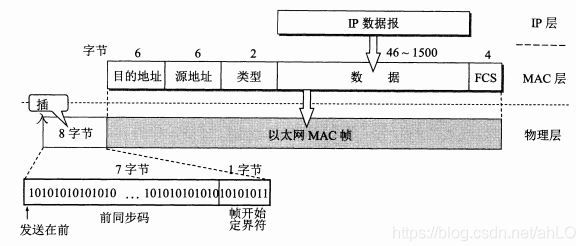 IP 数据报
IP 层
字节
6
6
2
46~1500
4
目的地址
源地址
类型
数 据
FCS
MAC 层
插
8 字节
以太网 MAC 帧
物理层
7 字节
1 字节
10101010101010 … 10101010101010101011
发送在前
前同步码
帧开始
定界符
https://blog.csdn.net/ahLO